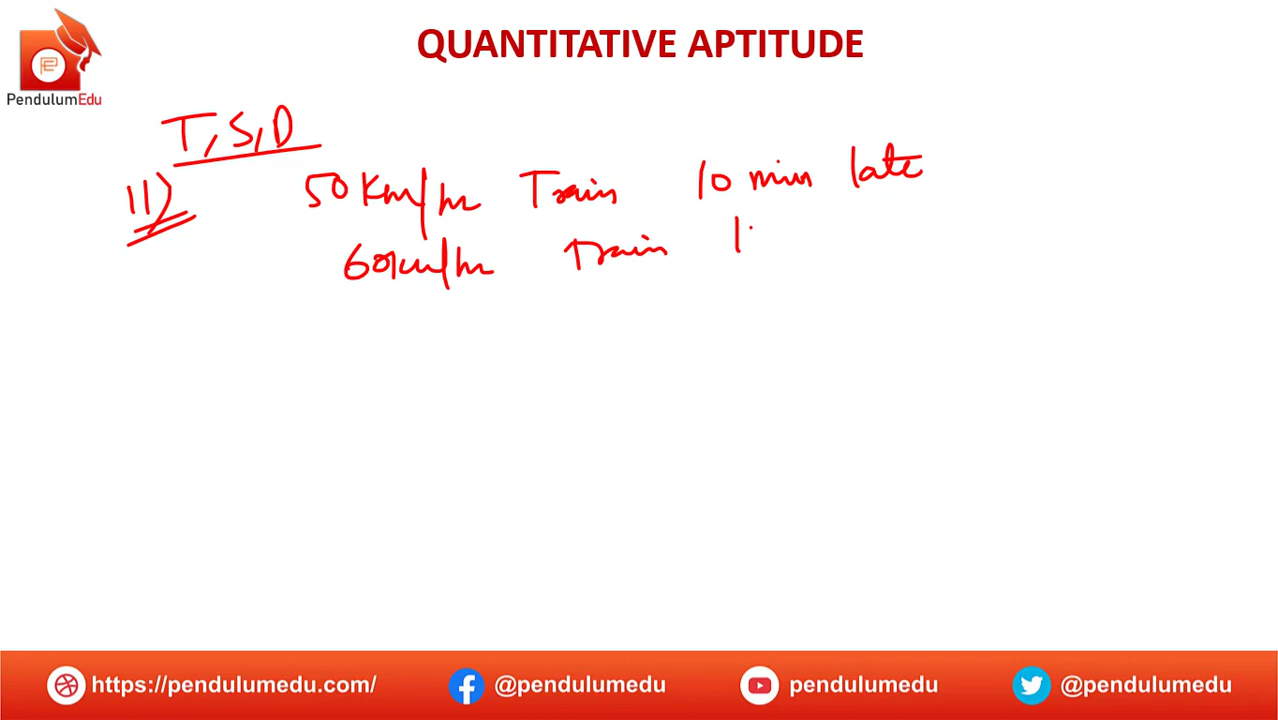 QUANTITATIVE APTITUDE
PendulumEdu
T, S, D
11)
50 Km/hr Train 10 min late
60 km/hr Train
https://pendulumedu.com/
@pendulumedu
pendulumedu
@pendulumedu